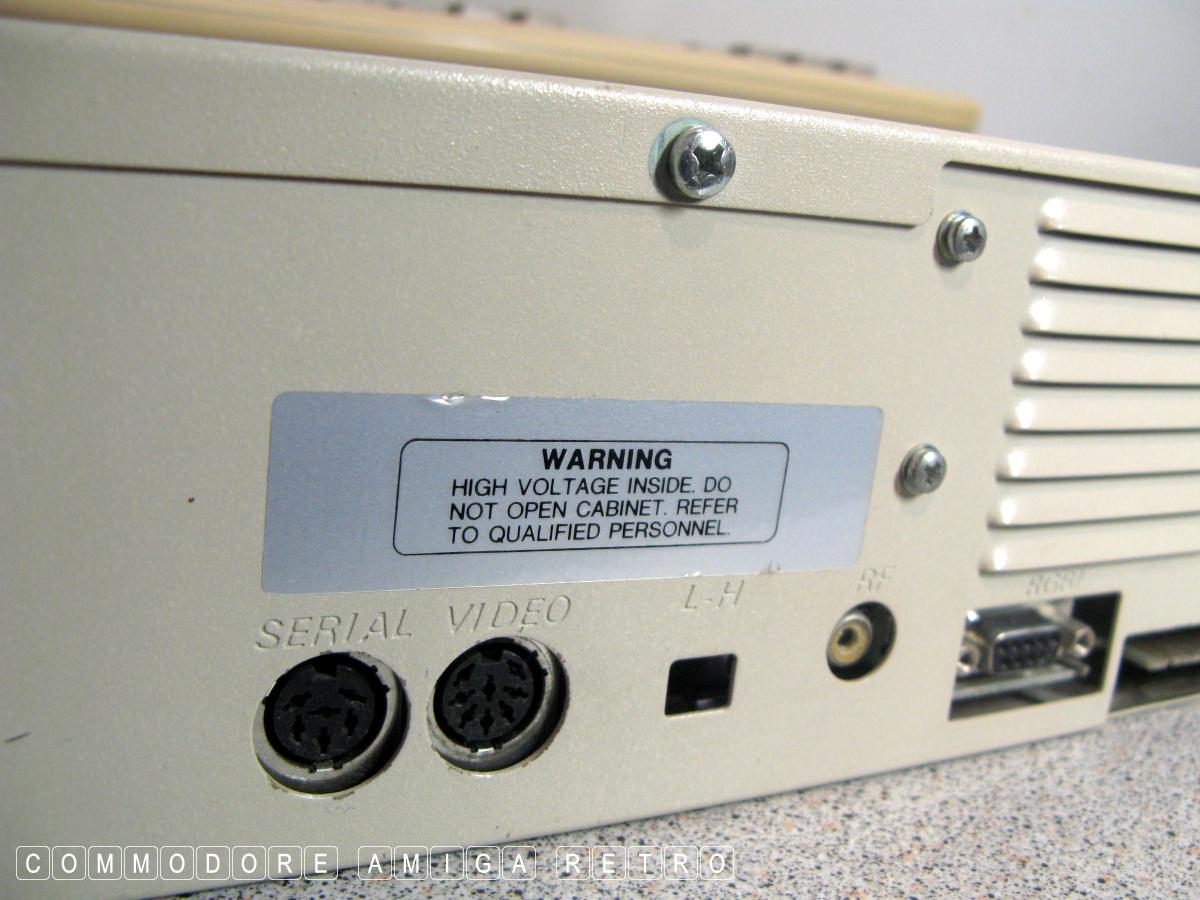 WARNING
HIGH VOLTAGE INSIDE. DO
NOT OPEN CABINET. REFER
TO QUALIFIED PERSONNEL.
SERIAL VIDEO L-H RF RGBI
COMMODORE AMIGA RETRO